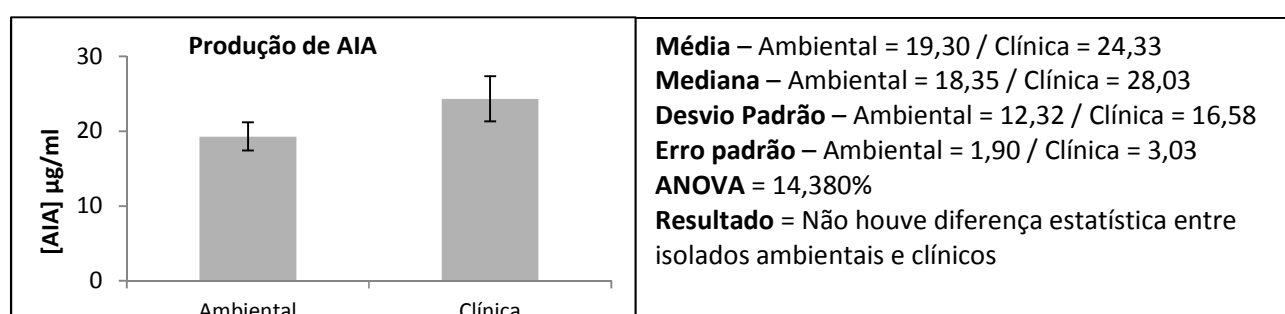 Produção de AIA
30
20
10
0
[AIA] µg/ml
Ambiental
Clínica
Média – Ambiental = 19,30 / Clínica = 24,33
Mediana – Ambiental = 18,35 / Clínica = 28,03
Desvio Padrão – Ambiental = 12,32 / Clínica = 16,58
Erro padrão – Ambiental = 1,90 / Clínica = 3,03
ANOVA = 14,380%
Resultado = Não houve diferença estatística entre
isolados ambientais e clínicos